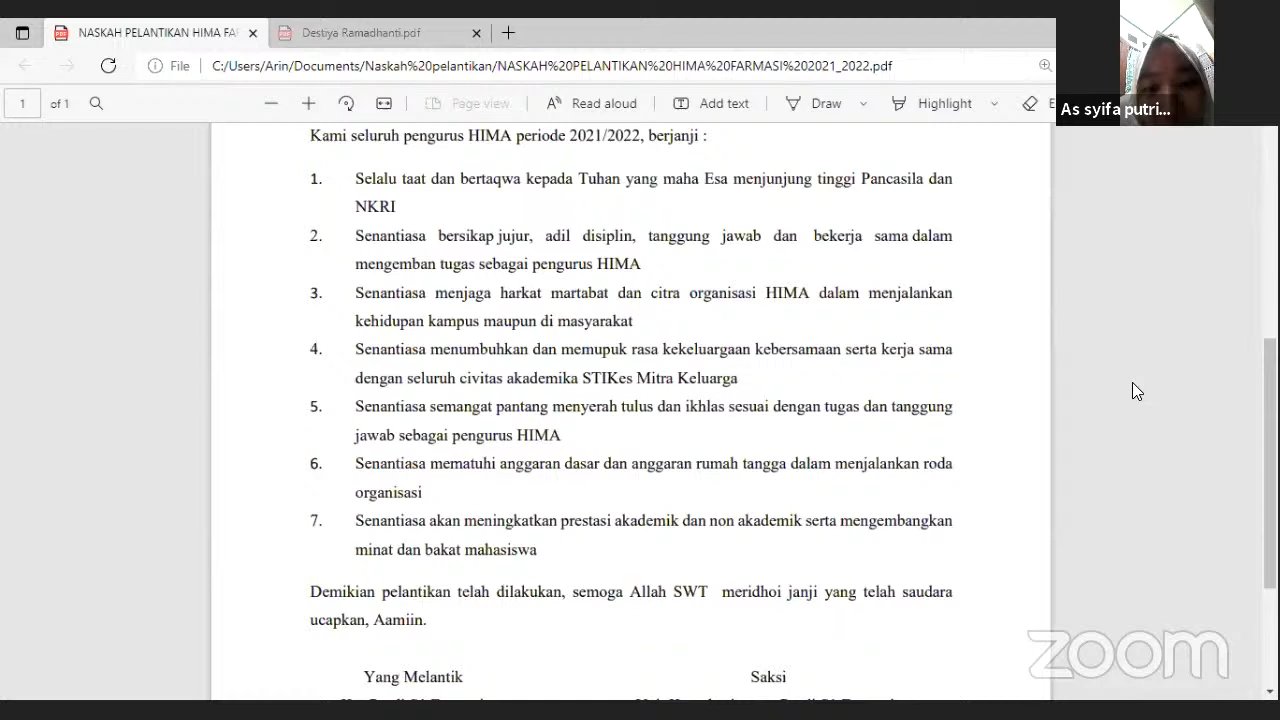 NASKAH PELANTIKAN HIMA FA
Destiya Ramadhanti.pdf
File C:/Users/Arin/Documents/Naskah%20pelantikan/NASKAH%20PELANTIKAN%20HIMA%20FARMASI%202021_2022.pdf
1 of 1 Page view Read aloud Add text Draw Highlight E
As syifa putri...
Kami seluruh pengurus HIMA periode 2021/2022, berjanji :
1. Selalu taat dan bertaqwa kepada Tuhan yang maha Esa menjunjung tinggi Pancasila dan
NKRI
2. Senantiasa bersikap jujur, adil disiplin, tanggung jawab dan bekerja sama dalam
mengemban tugas sebagai pengurus HIMA
3. Senantiasa menjaga harkat martabat dan citra organisasi HIMA dalam menjalankan
kehidupan kampus maupun di masyarakat
4. Senantiasa menumbuhkan dan memupuk rasa kekeluargaan kebersamaan serta kerja sama
dengan seluruh civitas akademika STIKes Mitra Keluarga
5. Senantiasa semangat pantang menyerah tulus dan ikhlas sesuai dengan tugas dan tanggung
jawab sebagai pengurus HIMA
6. Senantiasa mematuhi anggaran dasar dan anggaran rumah tangga dalam menjalankan roda
organisasi
7. Senantiasa akan meningkatkan prestasi akademik dan non akademik serta mengembangkan
minat dan bakat mahasiswa
Demikian pelantikan telah dilakukan, semoga Allah SWT meridhoi janji yang telah saudara
ucapkan, Aamiin.
Yang Melantik Saksi
zoom